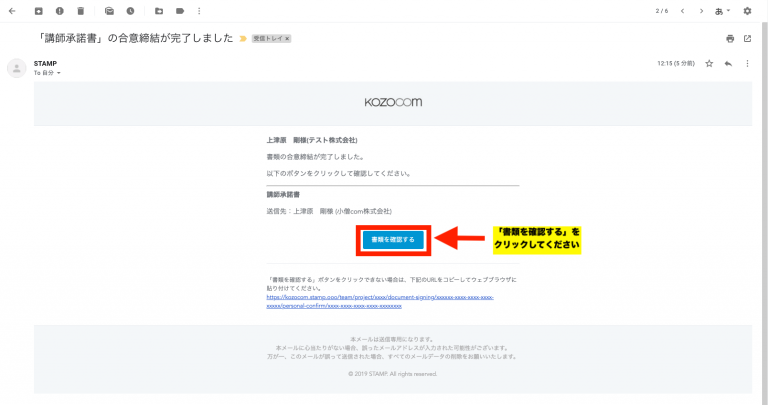 2 / 6
あ
「講師承諾書」の合意締結が完了しました
受信トレイ ×
STAMP
To 自分
12:15 (5 分前)
KOZOCOM
上津原　剛様(テスト株式会社)
書類の合意締結が完了しました。
以下のボタンをクリックして確認してください。
講師承諾書
送信先：上津原　剛様 (小僧com株式会社)
書類を確認する
「書類を確認する」を
クリックしてください
「書類を確認する」ボタンをクリックできない場合は、下記のURLをコピーしてウェブブラウザに
貼り付けてください。
https://kozocom.stamp.ooo/team/project/xxxx/document-signing/xxxxxx-xxxx-xxxx-xxxx-
xxxxx/personal-confirm/xxxx-xxxx-xxxx-xxxx-xxxxxxxx
本メールは送信専用になります。
本メールに心当たりがない場合、誤ったメールアドレスが入力された可能性がございます。
万が一、このメールが誤って送信された場合、すべてのメールデータの削除をお願いいたします。
© 2019 STAMP. All rights reserved.